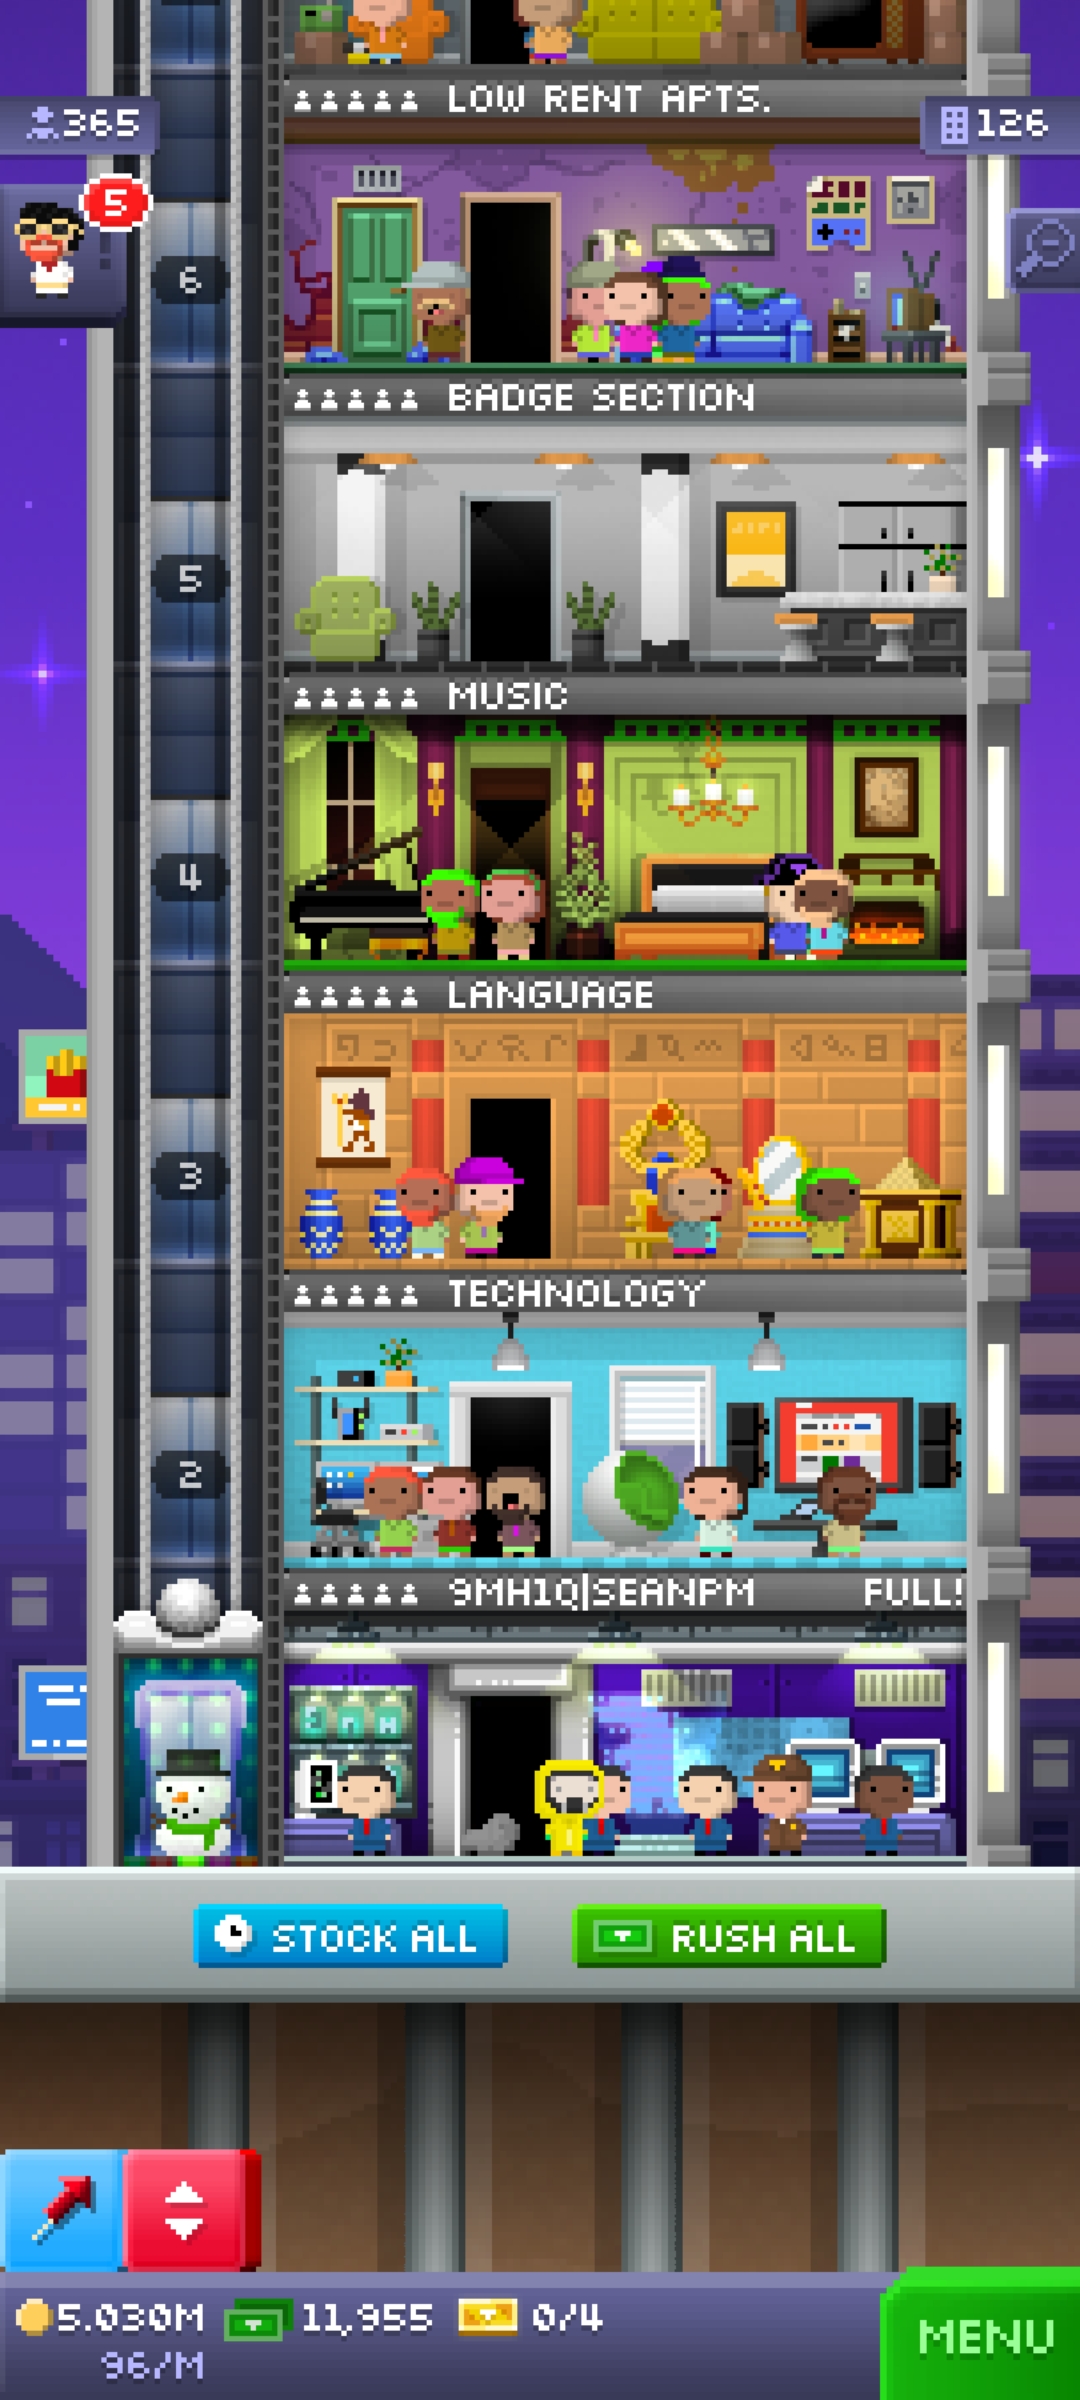 LOW RENT APTS.
365
126
5
6
BADGE SECTION
5
MUSIC
4
LANGUAGE
3
TECHNOLOGY
2
9MH1Q|SEANPM FULL!
STOCK ALL
RUSH ALL
5.030M 11,955 0/4
96/M
MENU